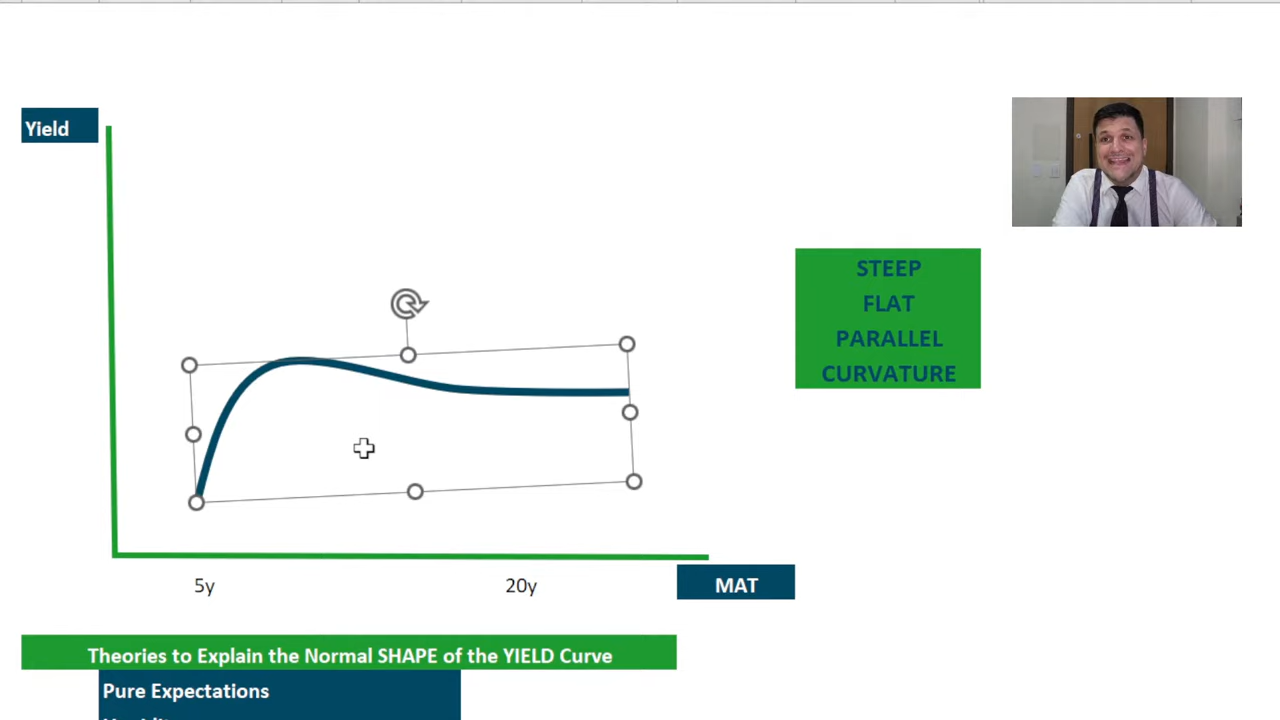 Yield
STEEP
FLAT
PARALLEL
CURVATURE
5y
20y
MAT
Theories to Explain the Normal SHAPE of the YIELD Curve
Pure Expectations